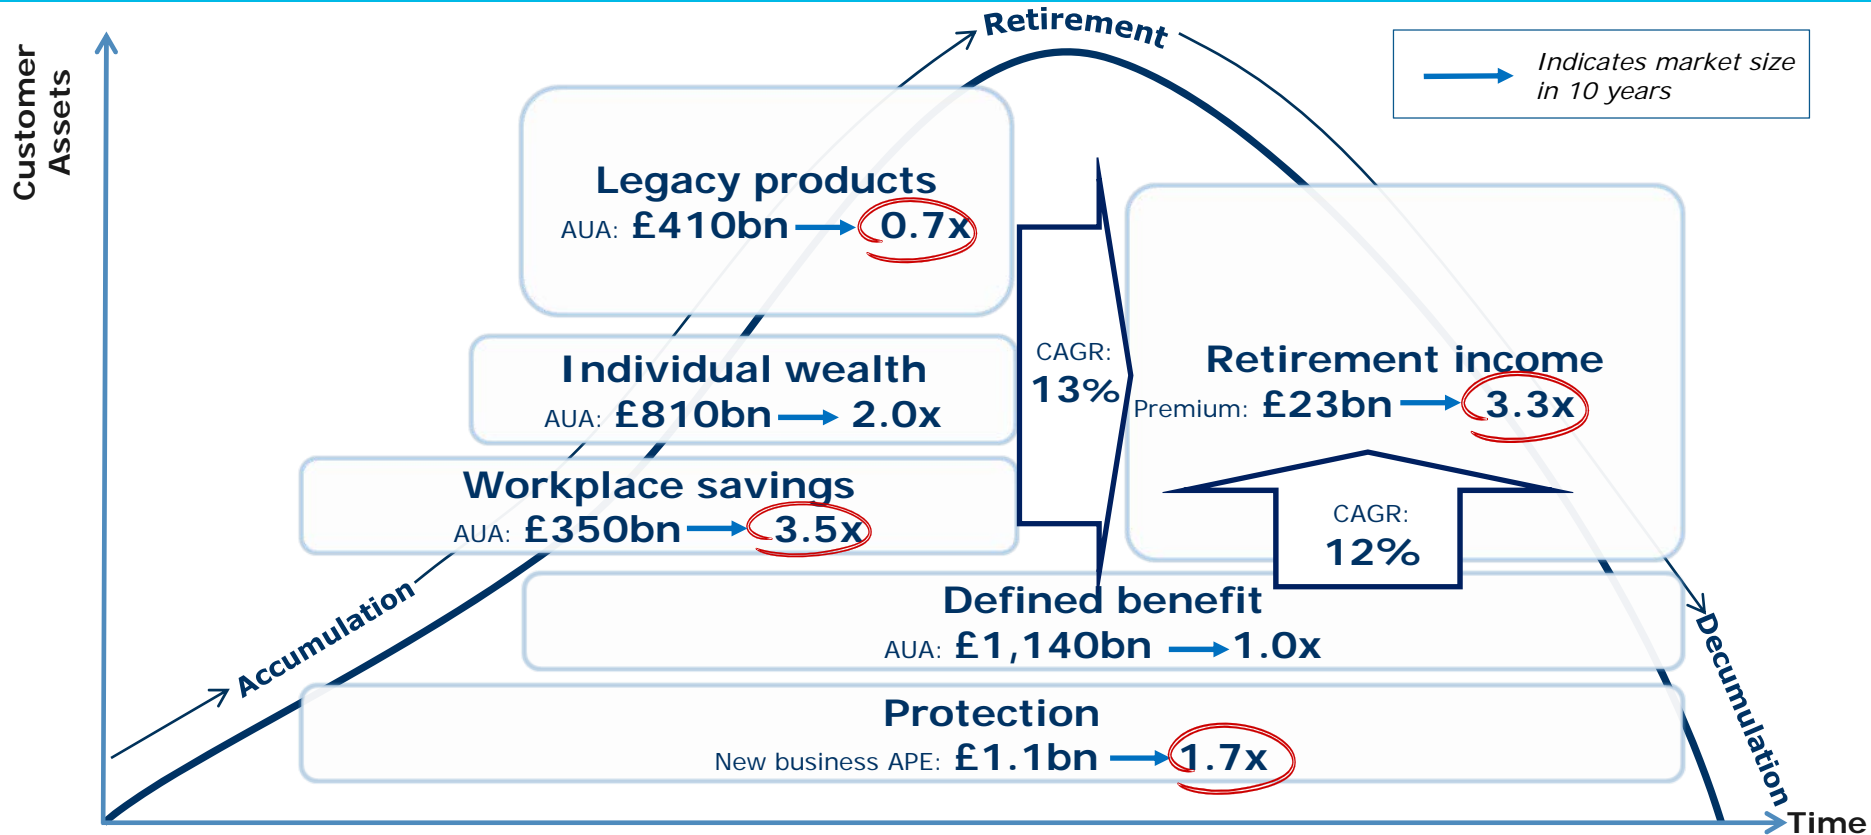 Customer
Assets
Retirement
Indicates market size
in 10 years
Legacy products
AUA: £410bn 0.7x
Individual wealth
AUA: £810bn 2.0x
Workplace savings
AUA: £350bn 3.5x
CAGR:
13%
Retirement income
Premium: £23bn 3.3x
CAGR:
12%
Accumulation
Defined benefit
AUA: £1,140bn 1.0x
Protection
New business APE: £1.1bn 1.7x
Decumulation
Time